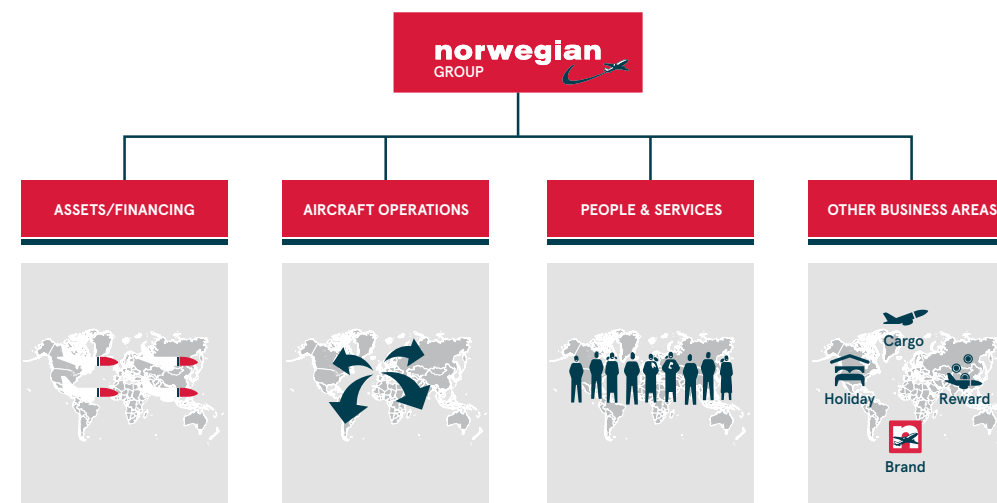 norwegian
GROUP
ASSETS/FINANCING
AIRCRAFT OPERATIONS
PEOPLE & SERVICES
OTHER BUSINESS AREAS
Cargo
Holiday
Reward
n
Brand